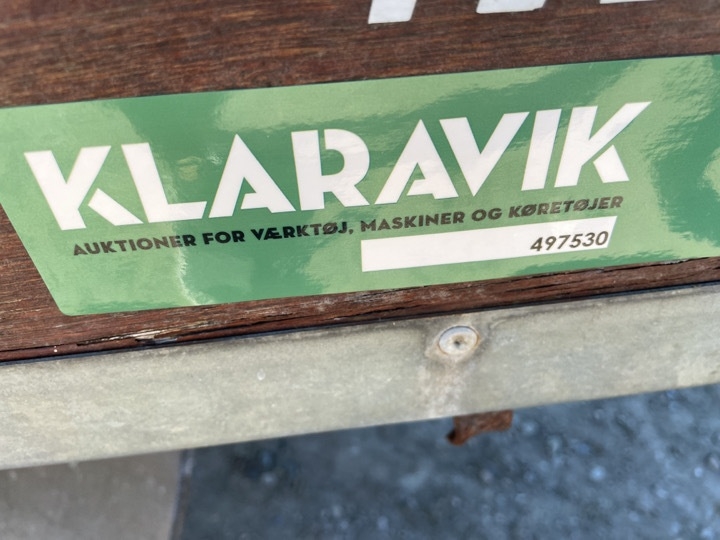 KLARAVIK
AUKTIONER FOR VÆRKTØJ, MASKINER OG KØRETØJER
497530